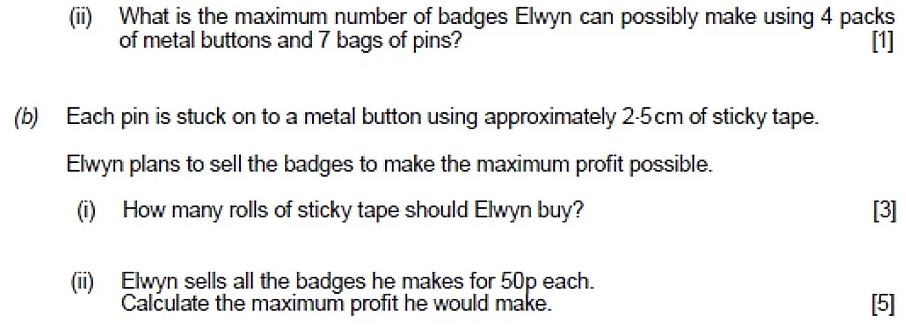 (ii) What is the maximum number of badges Elwyn can possibly make using 4 packs
of metal buttons and 7 bags of pins? [1]
(b) Each pin is stuck on to a metal button using approximately 2·5cm of sticky tape.
Elwyn plans to sell the badges to make the maximum profit possible.
(i) How many rolls of sticky tape should Elwyn buy? [3]
(ii) Elwyn sells all the badges he makes for 50p each.
Calculate the maximum profit he would make. [5]